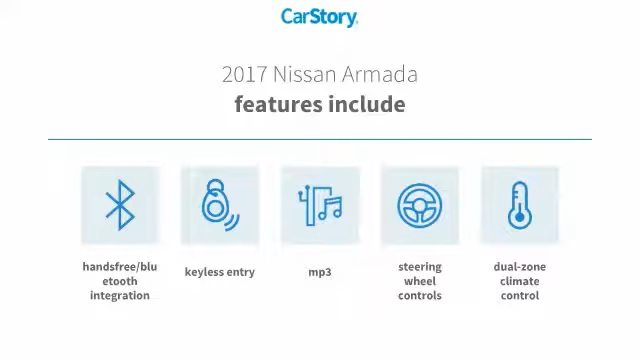 CarStory
2017 Nissan Armada
features include
handsfree/blu
etooth
integration
keyless entry
mp3
steering
wheel
controls
dual-zone
climate
control